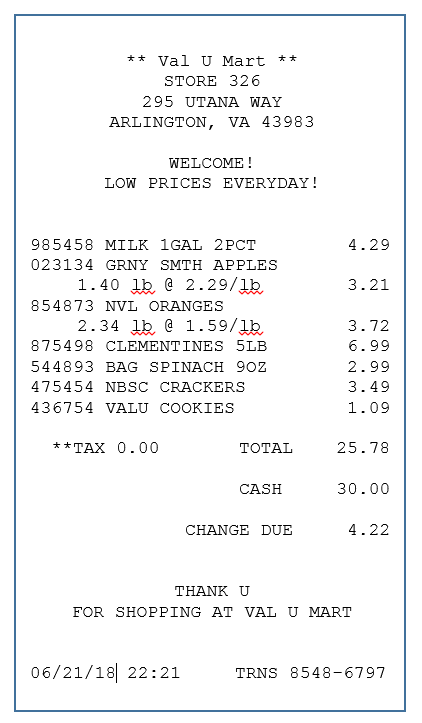 ** Val U Mart **
STORE 326
295 UTANA WAY
ARLINGTON, VA 43983
WELCOME!
LOW PRICES EVERYDAY!
985458 MILK 1GAL 2PCT 4.29
023134 GRNY SMTH APPLES
1.40 lb @ 2.29/lb 3.21
854873 NVL ORANGES
2.34 lb @ 1.59/lb 3.72
875498 CLEMENTINES 5LB 6.99
544893 BAG SPINACH 9OZ 2.99
475454 NBSC CRACKERS 3.49
436754 VALU COOKIES 1.09
**TAX 0.00 TOTAL 25.78
CASH 30.00
CHANGE DUE 4.22
THANK U
FOR SHOPPING AT VAL U MART
06/21/18 22:21 TRNS 8548-6797